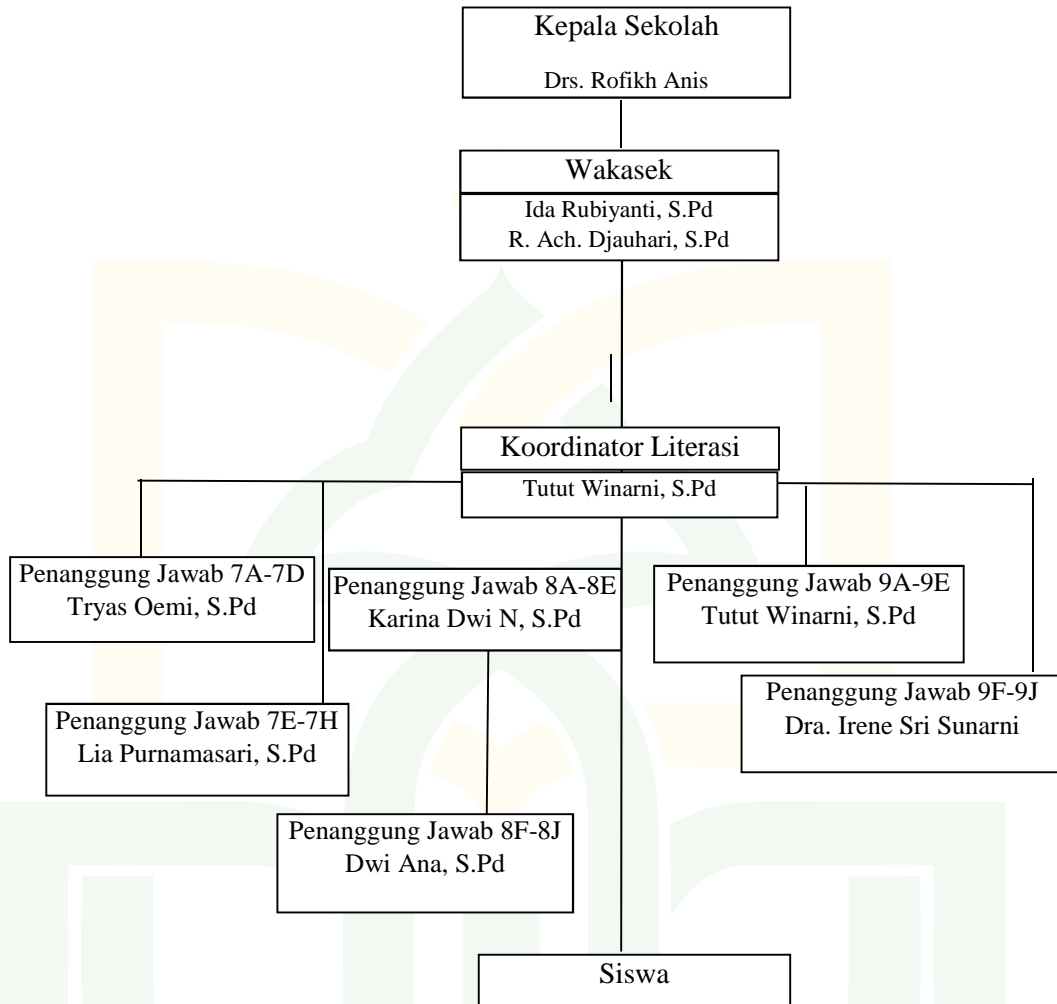 Kepala Sekolah
Drs. Rofikh Anis
Wakasek
Ida Rubiyanti, S.Pd
R. Ach. Djauhari, S.Pd
Koordinator Literasi
Tutut Winarni, S.Pd
Penanggung Jawab 7A-7D
Tryas Oemi, S.Pd
Penanggung Jawab 8A-8E
Karina Dwi N, S.Pd
Penanggung Jawab 9A-9E
Tutut Winarni, S.Pd
Penanggung Jawab 7E-7H
Lia Purnamasari, S.Pd
Penanggung Jawab 9F-9J
Dra. Irene Sri Sunarni
Penanggung Jawab 8F-8J
Dwi Ana, S.Pd
Siswa